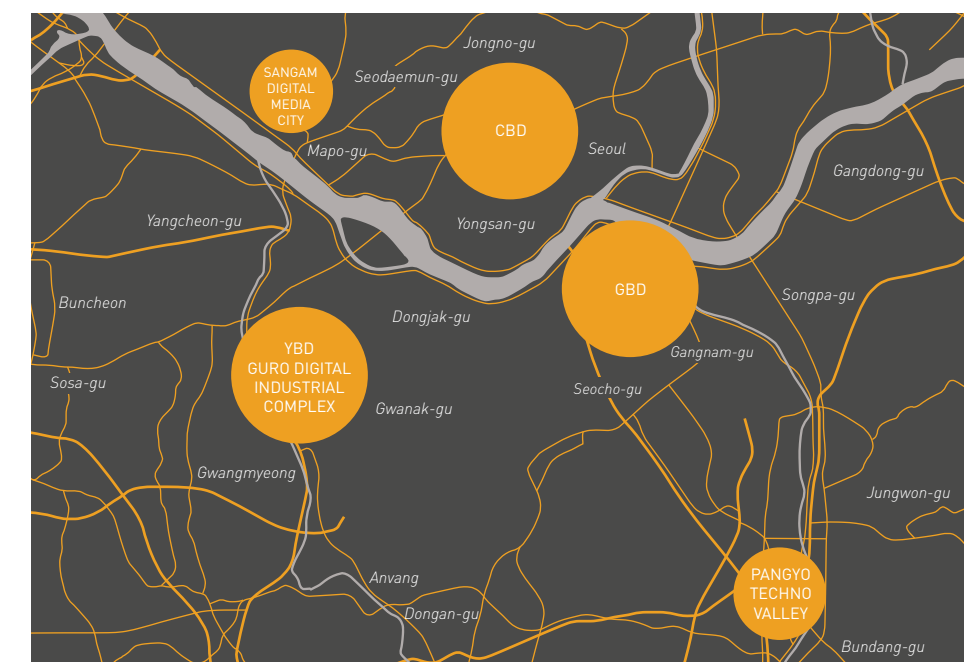 Jongno-gu
SANGAM
DIGITAL
MEDIA
CITY
Seodaemun-gu
CBD
Mapo-gu
Seoul
Gangdong-gu
Yangcheon-gu
Yongsan-gu
GBD
Buncheon
Songpa-gu
Dongjak-gu
YBD
GURO DIGITAL
INDUSTRIAL
COMPLEX
Gangnam-gu
Sosa-gu
Seocho-gu
Gwanak-gu
Gwangmyeong
Jungwon-gu
Anvang
PANGYO
TECHNO
VALLEY
Dongan-gu
Bundang-gu